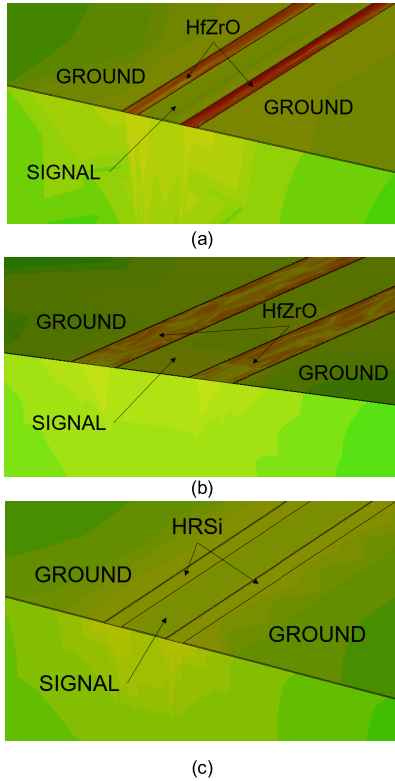 HfZrO
GROUND
GROUND
SIGNAL
(a)
HfZrO
GROUND
GROUND
SIGNAL
(b)
HRSi
GROUND
GROUND
SIGNAL
(c)